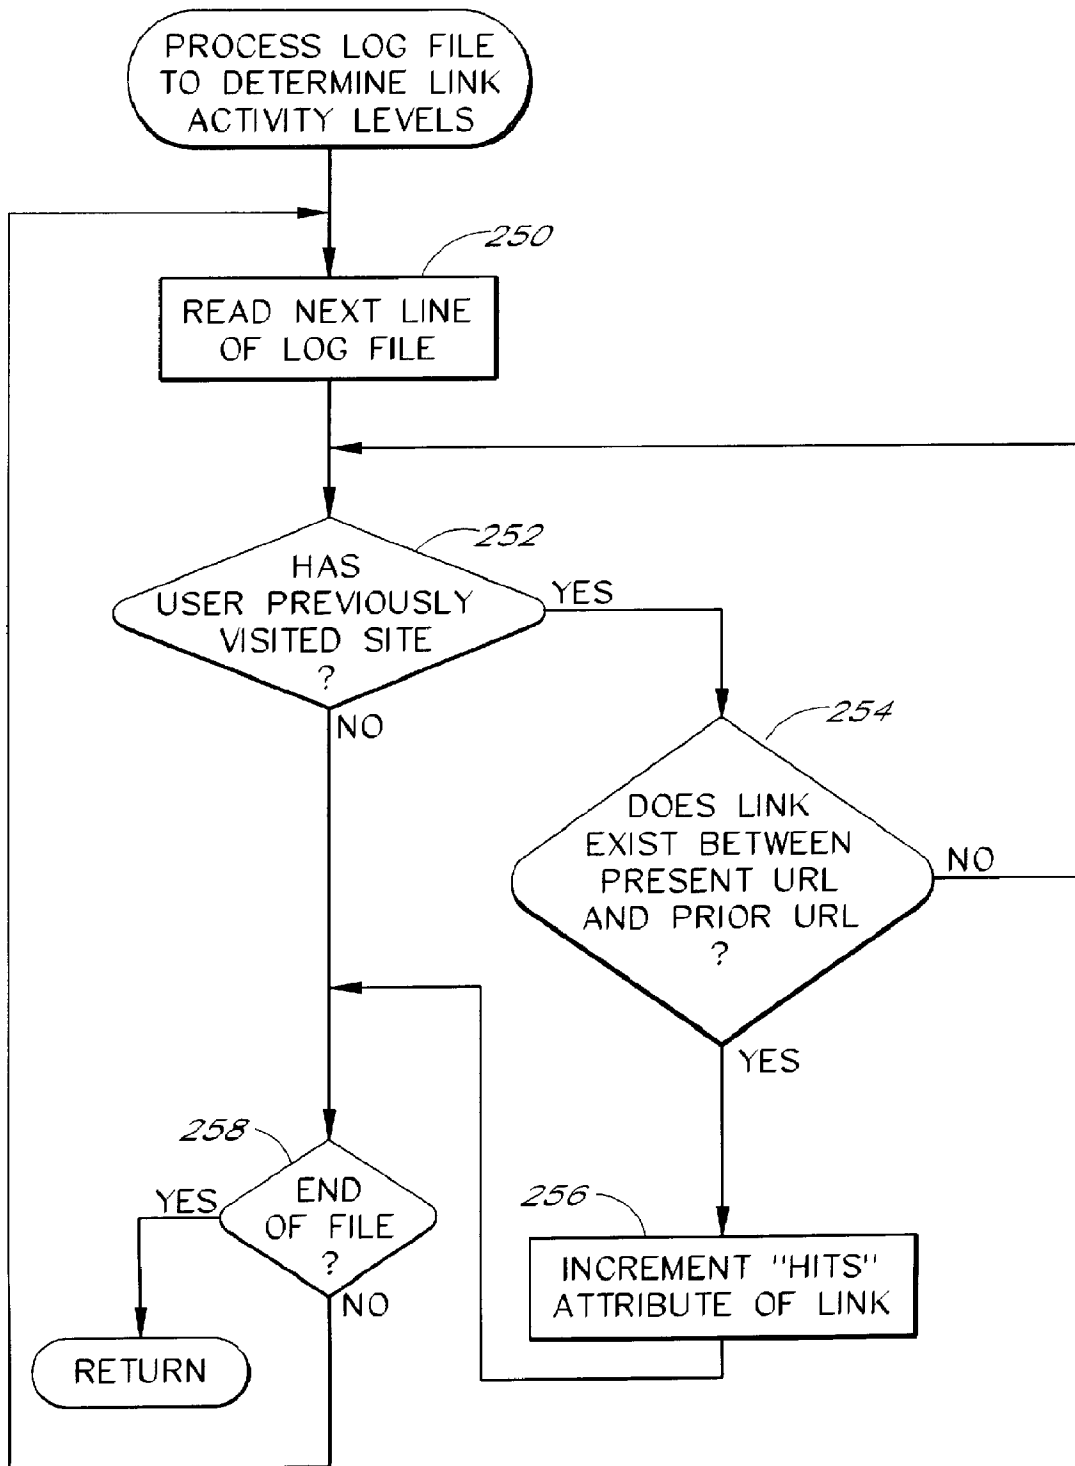 PROCESS LOG FILE
TO DETERMINE LINK
ACTIVITY LEVELS
250
READ NEXT LINE
OF LOG FILE
252
HAS
USER PREVIOUSLY
VISITED SITE
?
YES
NO
254
DOES LINK
EXIST BETWEEN
PRESENT URL
AND PRIOR URL
?
NO
YES
258
END
OF FILE
?
YES
NO
256
INCREMENT "HITS"
ATTRIBUTE OF LINK
RETURN